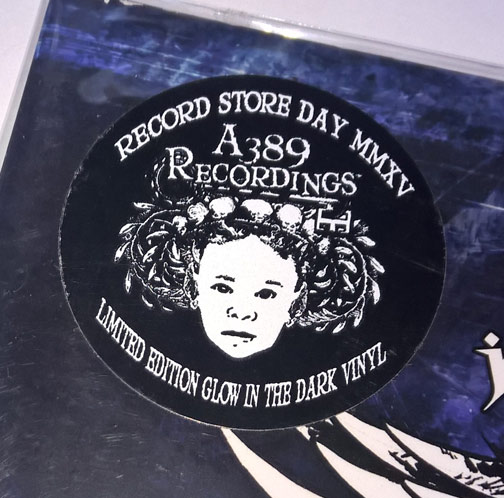 RECORD STORE DAY MMXV
A389
RECORDINGS
LIMITED EDITION GLOW IN THE DARK VINYL